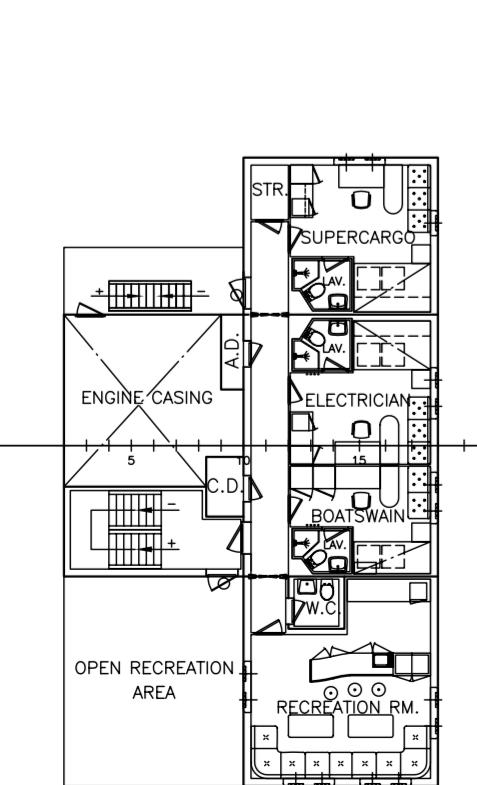 STR.
SUPERCARGO
LAV.
+ -
A.D.
LAV.
ENGINE CASING
ELECTRICIAN
5 10 15
C.D.
-
BOATSWAIN
+
LAV.
W.C.
OPEN RECREATION
AREA
RECREATION RM.